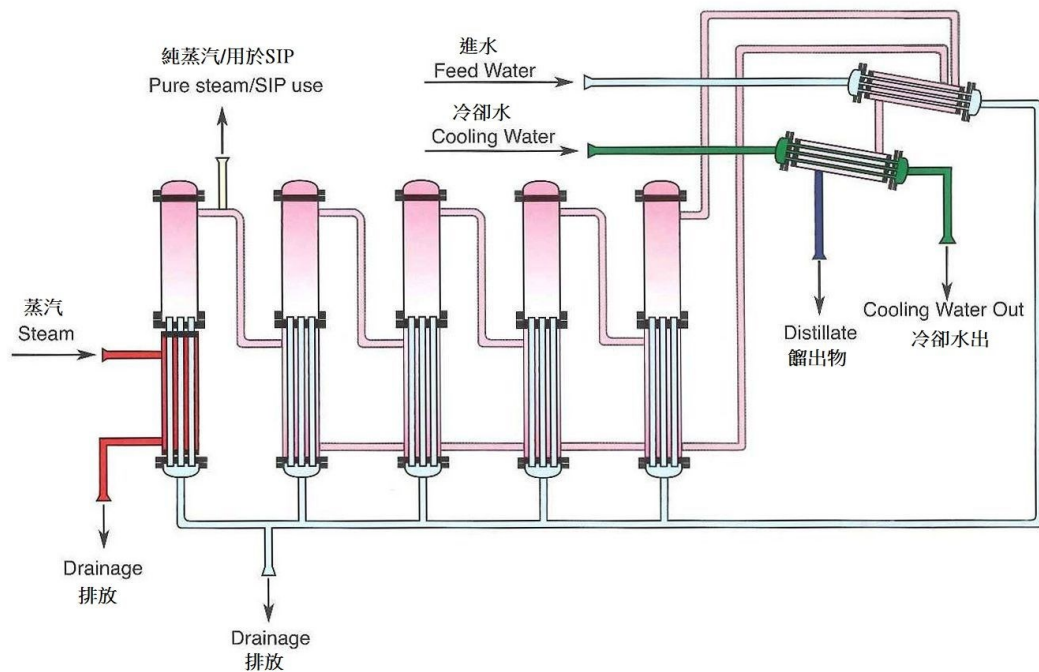 純蒸汽/用於SIP
Pure steam/SIP use
進水
Feed Water
冷卻水
Cooling Water
蒸汽
Steam
Cooling Water Out
冷卻水出
Distillate
餾出物
Drainage
排放
Drainage
排放